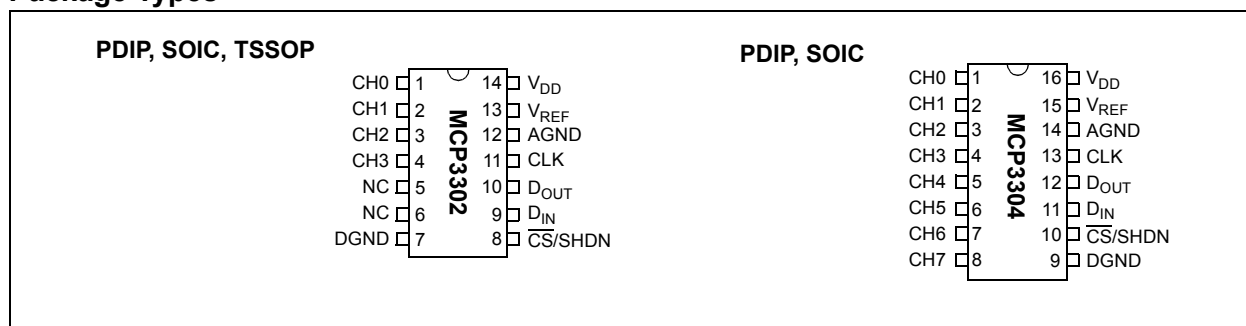 Package Types
PDIP, SOIC, TSSOP
CH0 1 14 VDD
CH1 2 13 VREF
CH2 3 12 AGND
CH3 4 11 CLK
NC 5 10 DOUT
NC 6 9 DIN
DGND 7 8 CS/SHDN
MCP3302
PDIP, SOIC
CH0 1 16 VDD
CH1 2 15 VREF
CH2 3 14 AGND
CH3 4 13 CLK
CH4 5 12 DOUT
CH5 6 11 DIN
CH6 7 10 CS/SHDN
CH7 8 9 DGND
MCP3304